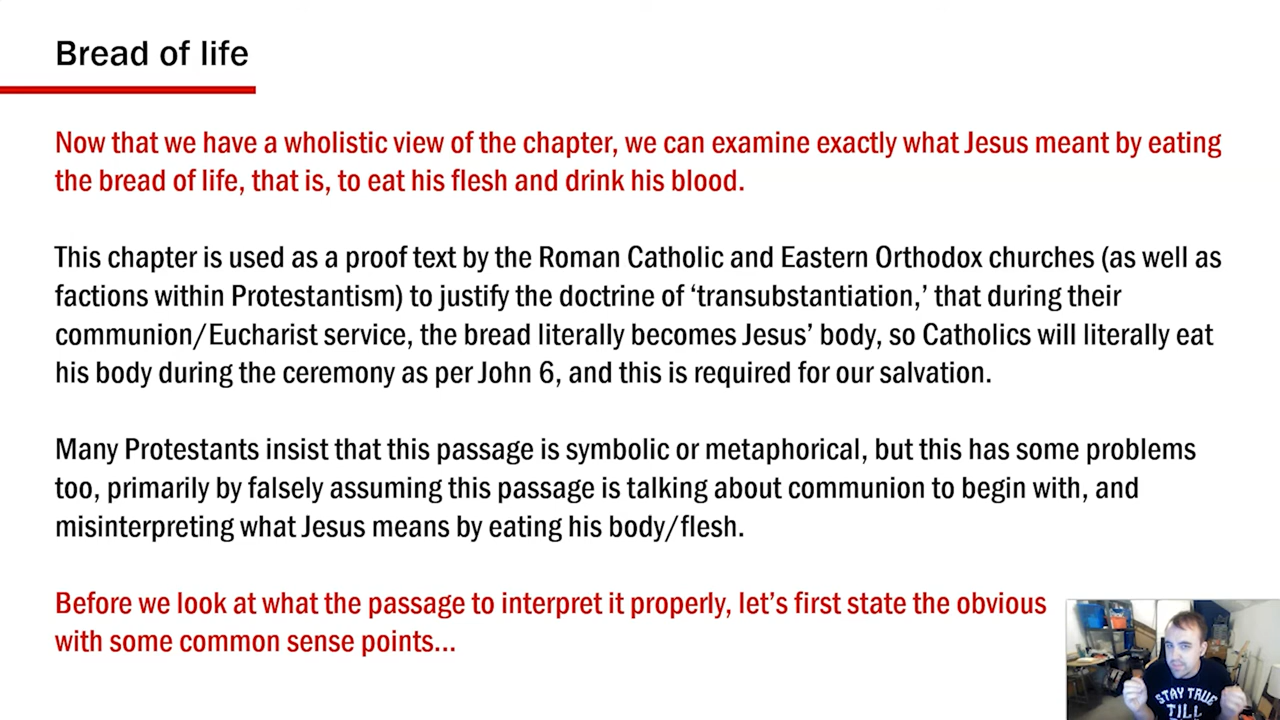 Bread of life
Now that we have a wholistic view of the chapter, we can examine exactly what Jesus meant by eating
the bread of life, that is, to eat his flesh and drink his blood.
This chapter is used as a proof text by the Roman Catholic and Eastern Orthodox churches (as well as
factions within Protestantism) to justify the doctrine of ‘transubstantiation,’ that during their
communion/Eucharist service, the bread literally becomes Jesus’ body, so Catholics will literally eat
his body during the ceremony as per John 6, and this is required for our salvation.
Many Protestants insist that this passage is symbolic or metaphorical, but this has some problems
too, primarily by falsely assuming this passage is talking about communion to begin with, and
misinterpreting what Jesus means by eating his body/flesh.
Before we look at what the passage to interpret it properly, let’s first state the obvious
with some common sense points...
STAY TRUE
TILL